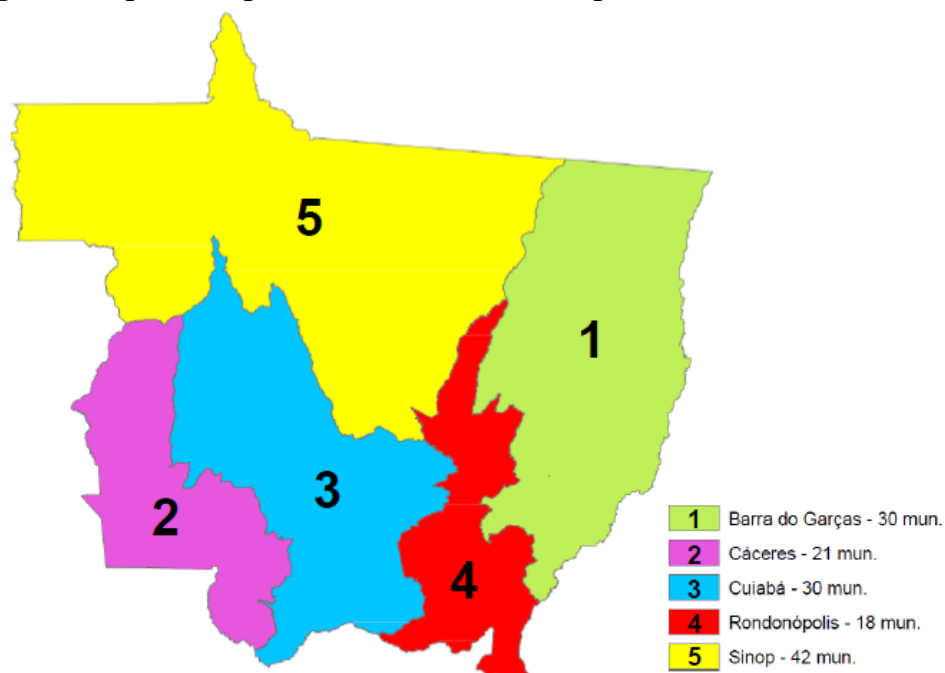 5
1
3
2
4
1 Barra do Garças - 30 mun.
2 Cáceres - 21 mun.
3 Cuiabá - 30 mun.
4 Rondonópolis - 18 mun.
5 Sinop - 42 mun.